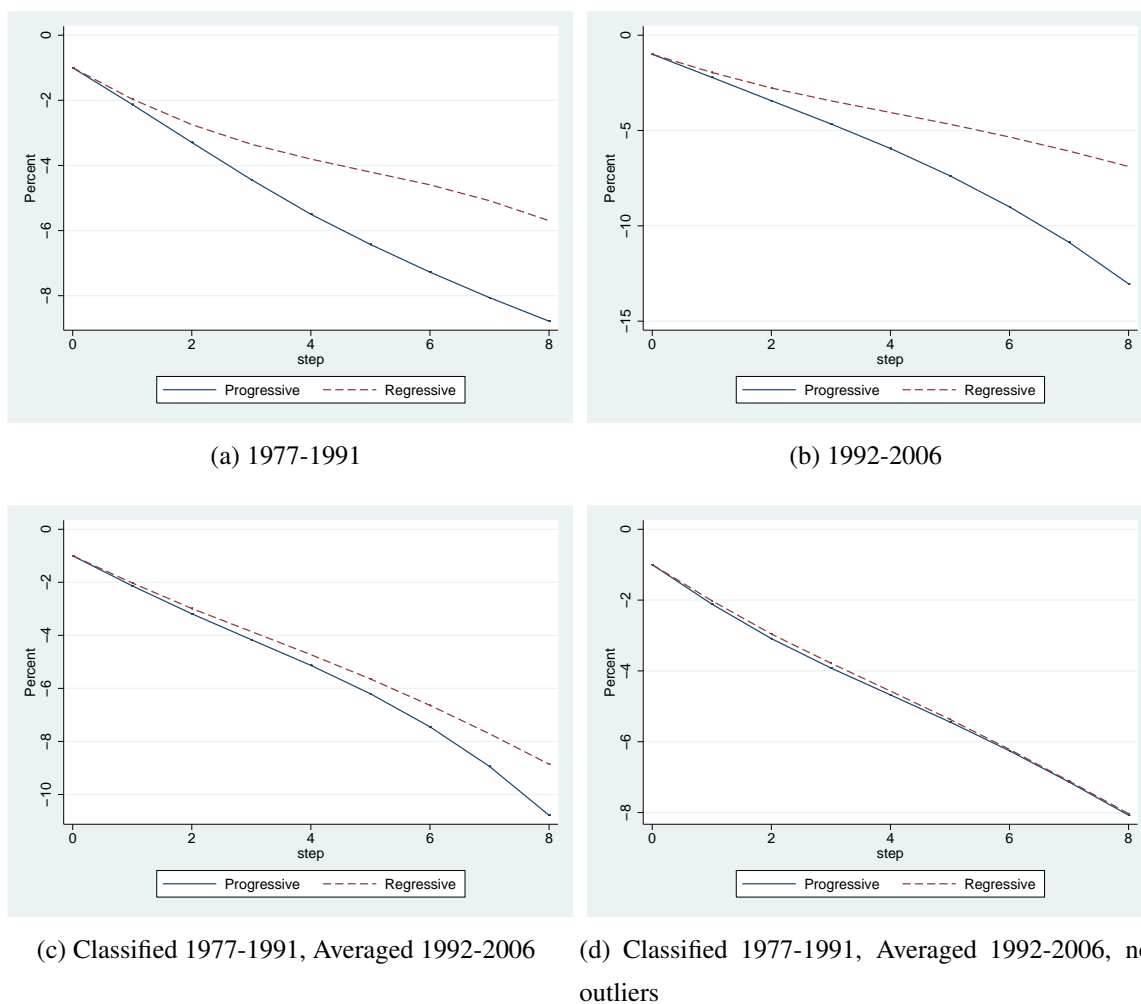 0
−2
−4
−6
−8
Percent
0 2 4 6 8
step
Progressive Regressive
(a) 1977-1991
0
−5
−10
−15
Percent
0 2 4 6 8
step
Progressive Regressive
(b) 1992-2006
0
−2
−4
−6
−8
−10
Percent
0 2 4 6 8
step
Progressive Regressive
(c) Classified 1977-1991, Averaged 1992-2006
0
−2
−4
−6
−8
Percent
0 2 4 6 8
step
Progressive Regressive
(d) Classified 1977-1991, Averaged 1992-2006,
outliers